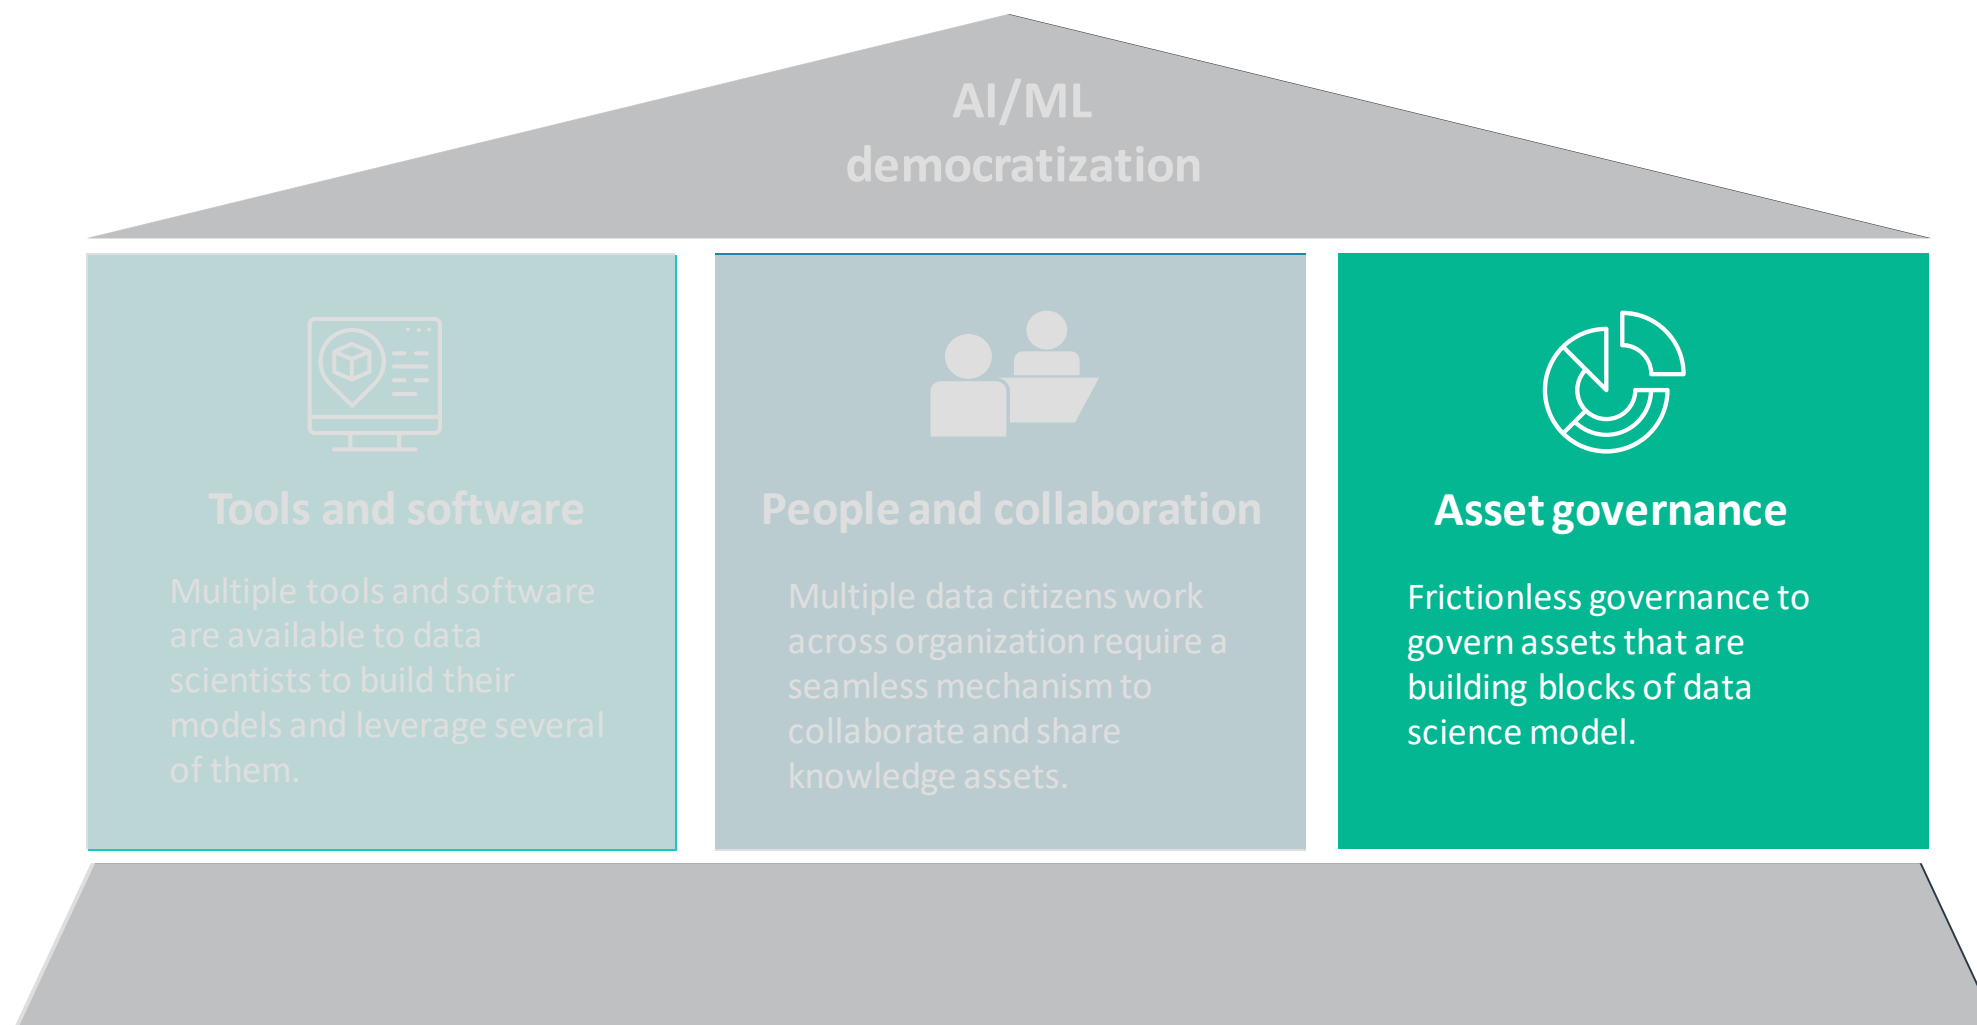 AI/ML
democratization
Tools and software
Multiple tools and software
are available to data
scientists to build their
models and leverage several
of them.
People and collaboration
Multiple data citizens work
across organization require a
seamless mechanism to
collaborate and share
knowledge assets.
Asset governance
Frictionless governance to
govern assets that are
building blocks of data
science model.